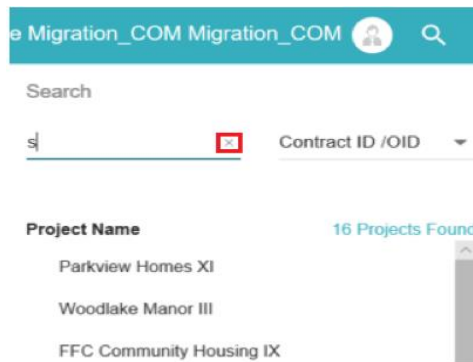 e Migration_COM Migration_COM
Search
s
Contract ID /OID
Project Name
16 Projects Found
Parkview Homes XI
Woodlake Manor III
FFC Community Housing IX